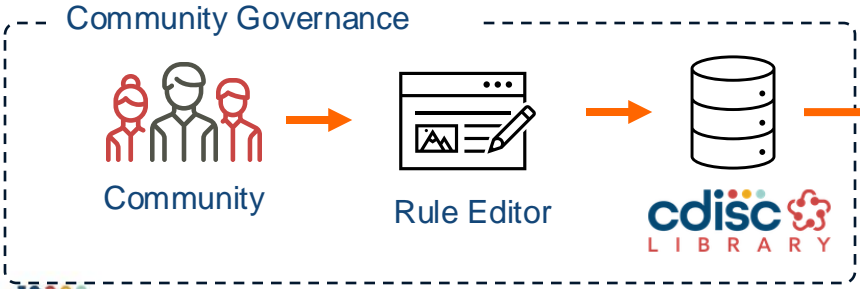 Community Governance
Community
Rule Editor
cdisc
LIBRARY